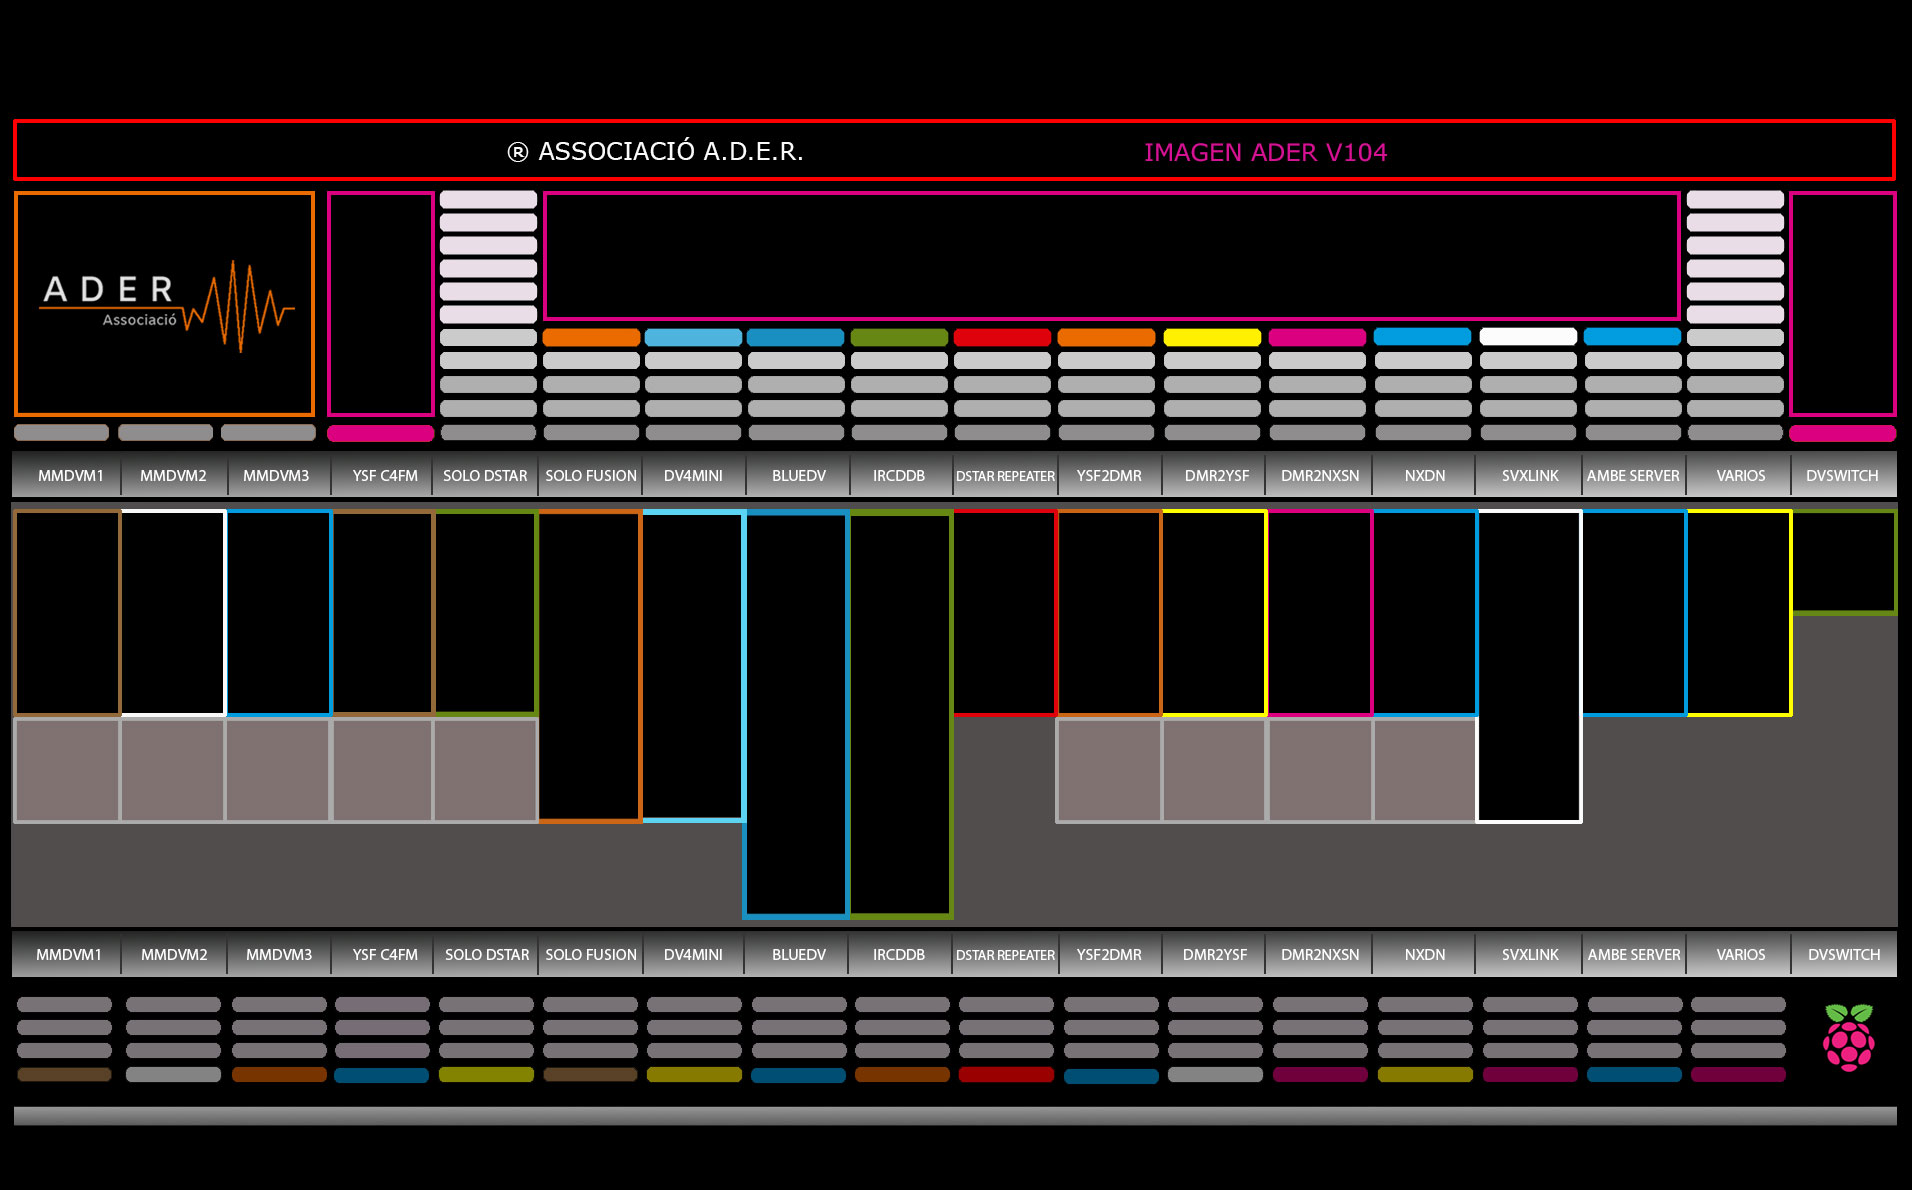 ® ASSOCIACIÓ A.D.E.R. IMAGEN ADER V104
ADER
Associació
MMDVM1 MMDVM2 MMDVM3 YSF C4FM SOLO DSTAR SOLO FUSION DV4MINI BLUEDV IRCDDB DSTAR REPEATER YSF2DMR DMR2YSF DMR2NXSN NXDN SVXLINK AMBE SERVER VARIOS DVSWITCH
MMDVM1 MMDVM2 MMDVM3 YSF C4FM SOLO DSTAR SOLO FUSION DV4MINI BLUEDV IRCDDB DSTAR REPEATER YSF2DMR DMR2YSF DMR2NXSN NXDN SVXLINK AMBE SERVER VARIOS DVSWITCH